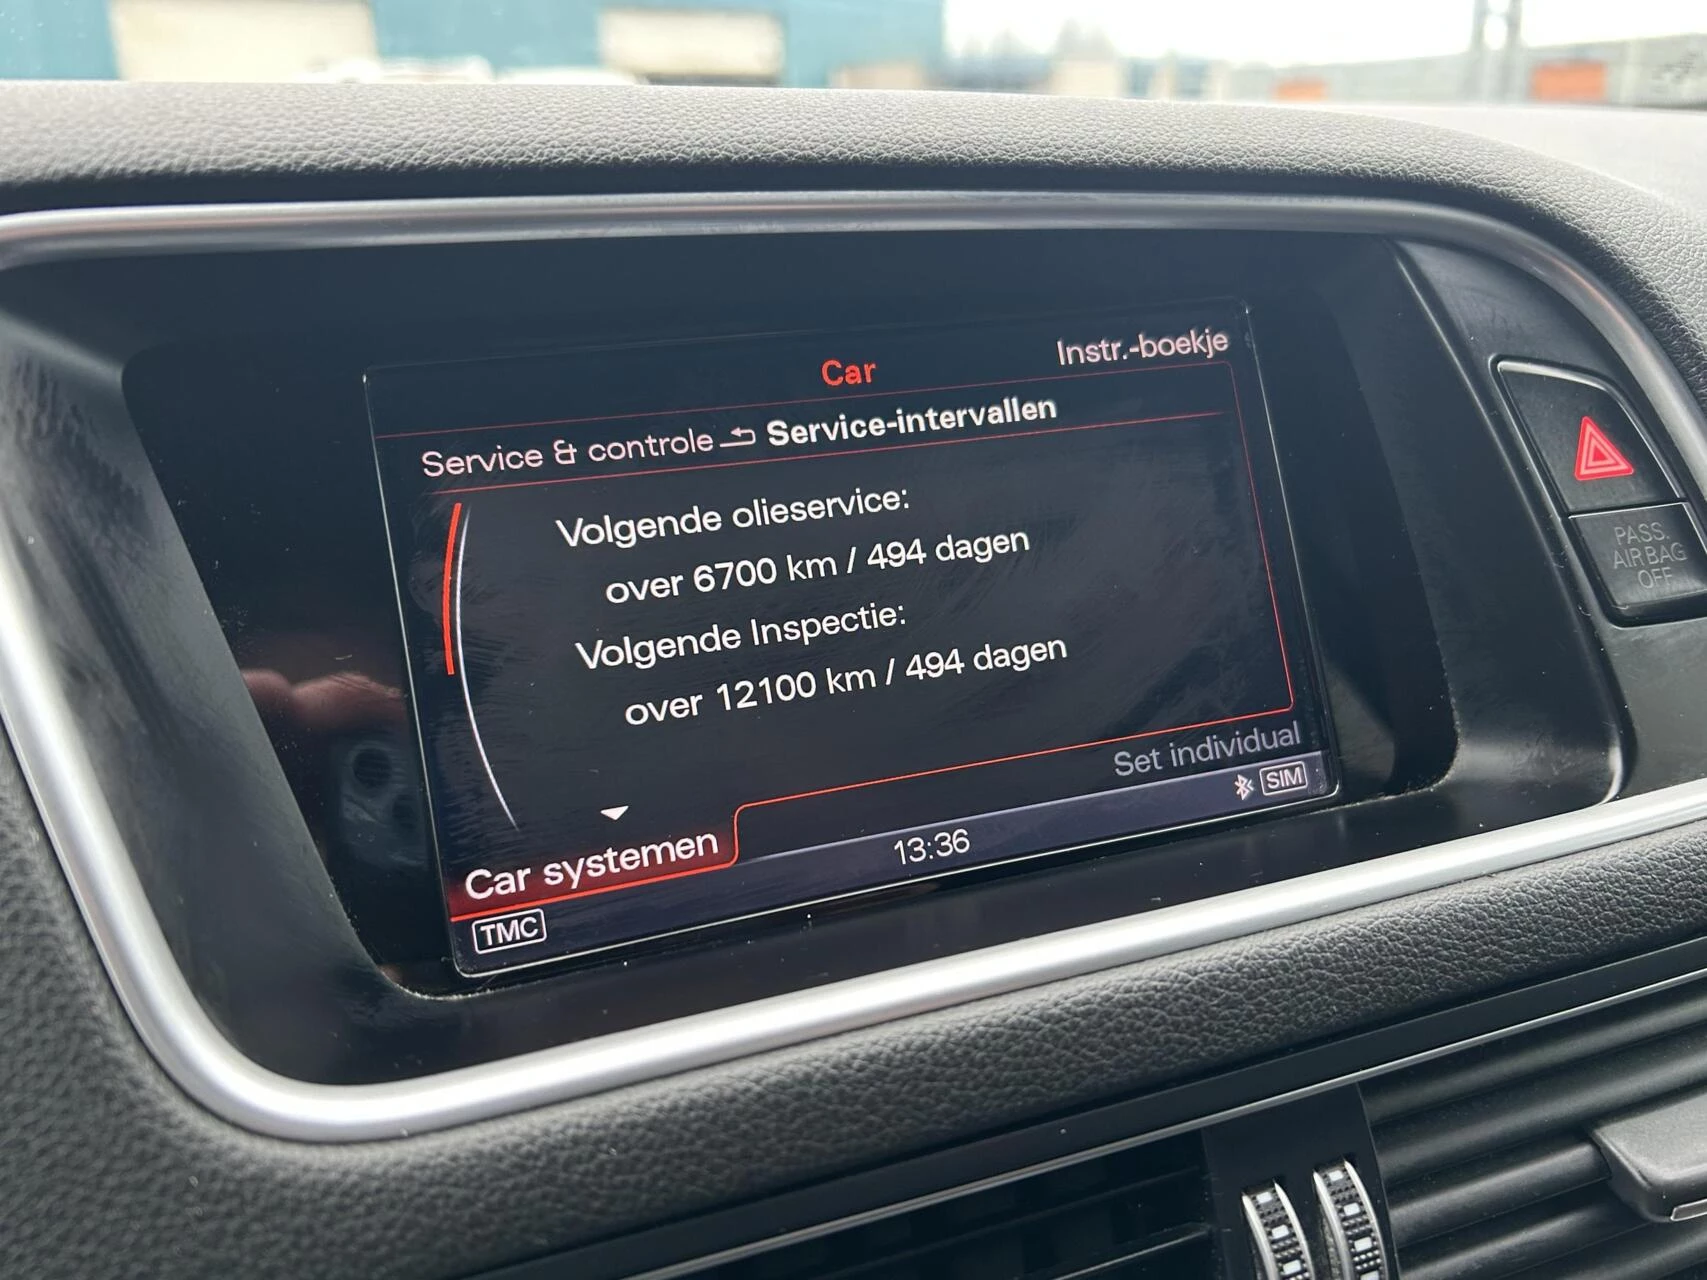 Car
Instr.-boekje
Service & controle Service-intervallen
Volgende olieservice:
over 6700 km / 494 dagen
Volgende Inspectie:
over 12100 km / 494 dagen
Set individual
Car systemen
13:36
SIM
TMC
PASS.
AIR BAG
OFF